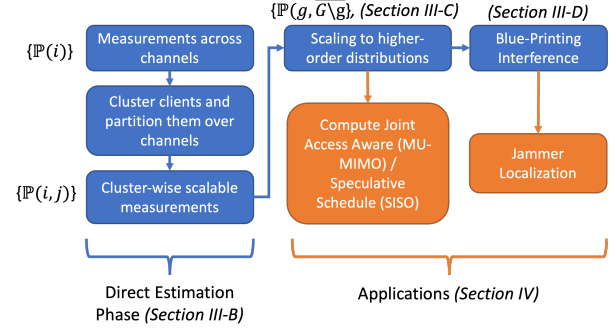 {ℙ(g, G\g}, (Section III-C)
(Section III-D)
{ℙ(i)}
Measurements across
channels
Scaling to higher-
order distributions
Blue-Printing
Interference
Cluster clients and
partition them over
channels
Compute Joint
Access Aware (MU-
MIMO) /
Speculative
Schedule (SISO)
Jammer
Localization
{ℙ(i, j)}
Cluster-wise scalable
measurements
Direct Estimation
Phase (Section III-B)
Applications (Section IV)